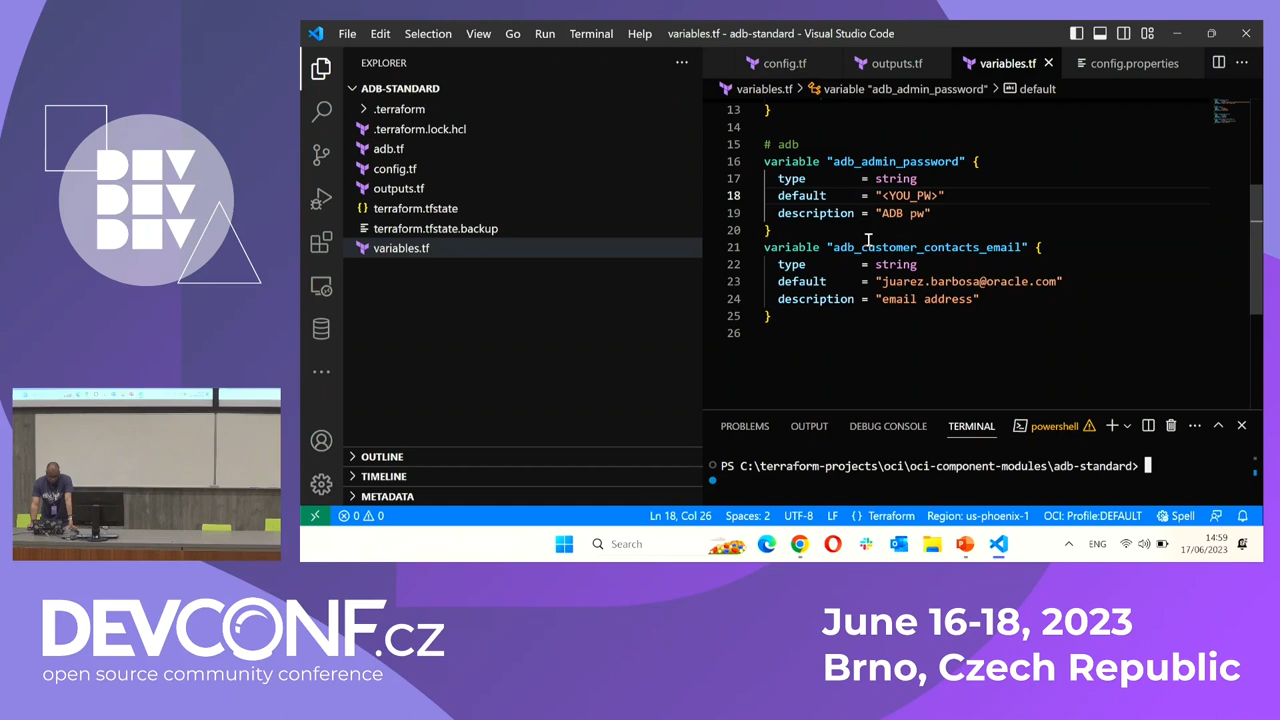 File Edit Selection View Go Run Terminal Help variables.tf - adb-standard - Visual Studio Code
EXPLORER
ADB-STANDARD
.terraform
.terraform.lock.hcl
adb.tf
config.tf
outputs.tf
terraform.tfstate
terraform.tfstate.backup
variables.tf
OUTLINE
TIMELINE
METADATA
config.tf outputs.tf variables.tf config.properties
variables.tf > variable "adb_admin_password" > default
13 }
14
15 # adb
16 variable "adb_admin_password" {
17 type = string
18 default = "<YOU_PW>"
19 description = "ADB pw"
20 }
21 variable "adb_customer_contacts_email" {
22 type = string
23 default = "juarez.barbosa@oracle.com"
24 description = "email address"
25 }
26
PROBLEMS OUTPUT DEBUG CONSOLE TERMINAL powershell
PS C:\terraform-projects\oci\oci-component-modules\adb-standard>
0 0 Ln 18, Col 26 Spaces: 2 UTF-8 LF {} Terraform Region: us-phoenix-1 OCI: Profile:DEFAULT Spell
Search ENG 14:59
17/06/2023
DEV
DEV
DEV
DEVCONF.cz
open source community conference
June 16-18, 2023
Brno, Czech Republic